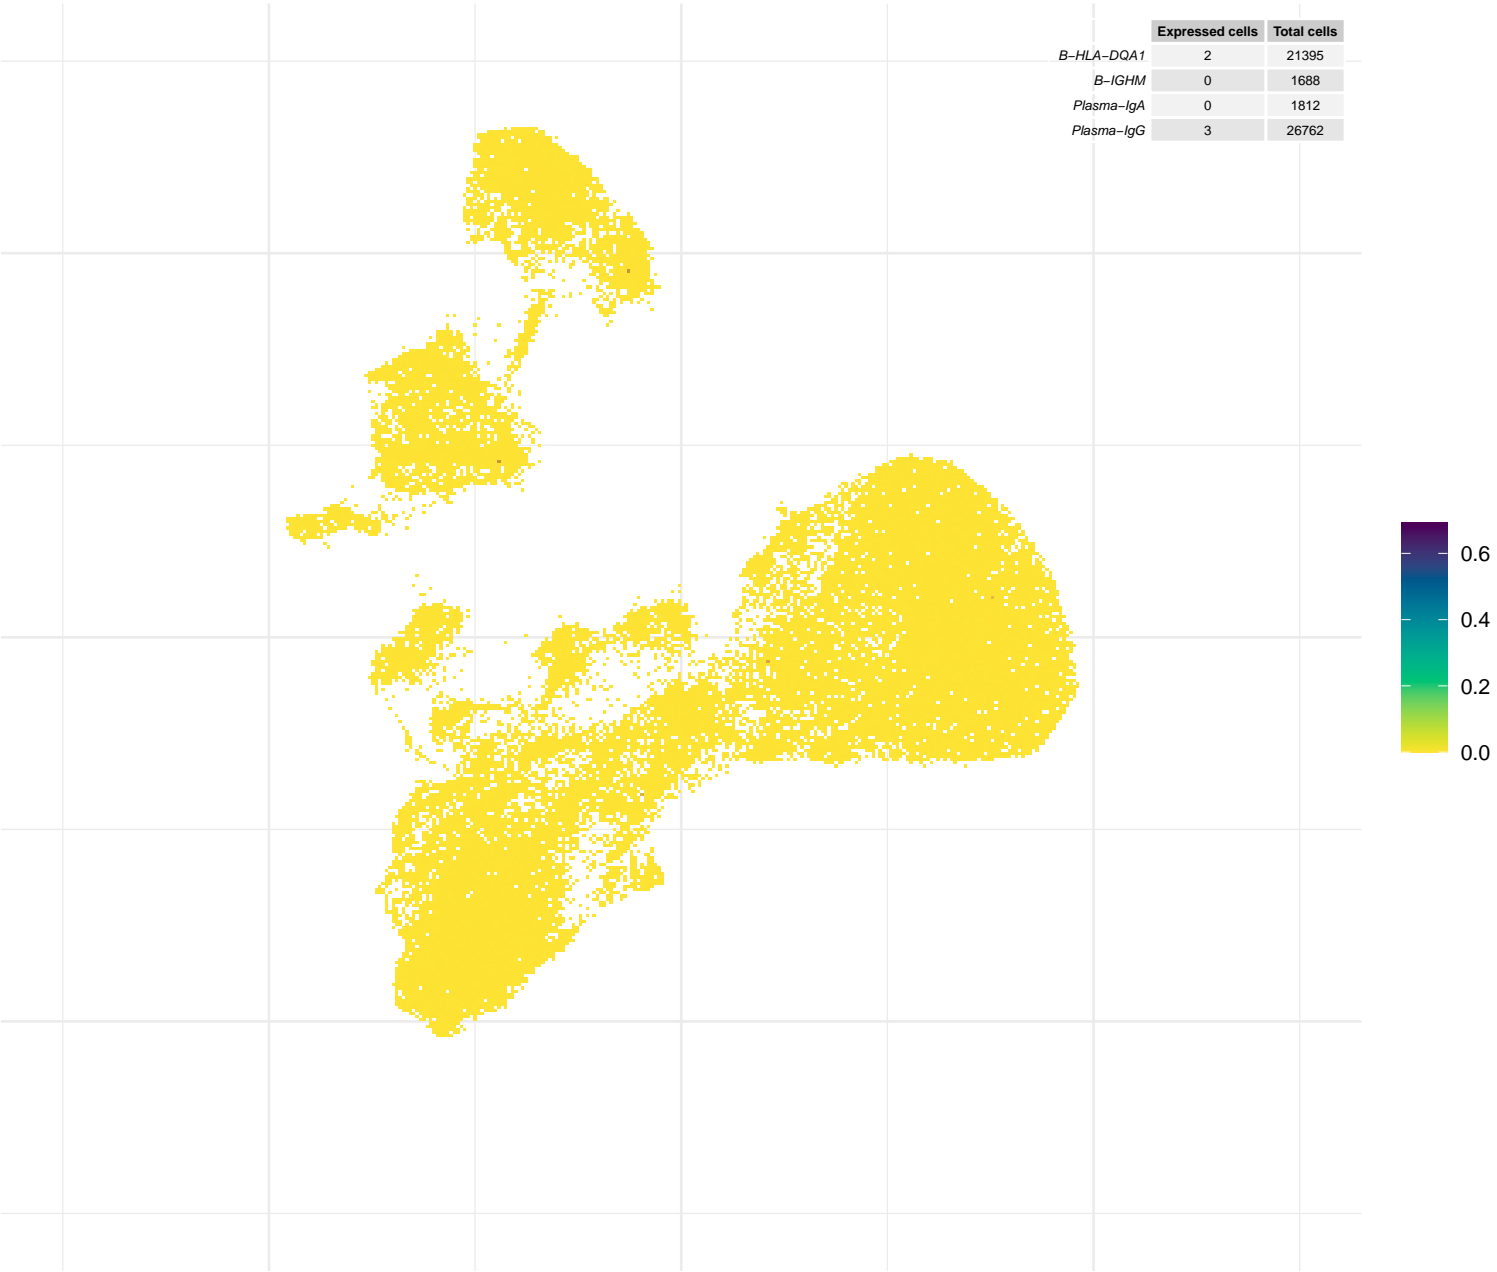 Expressed cells Total cells
B−HLA−DQA1 2 21395
B−IGHM 0 1688
Plasma−IgA 0 1812
Plasma−IgG 3 26762
0.6
0.4
0.2
0.0